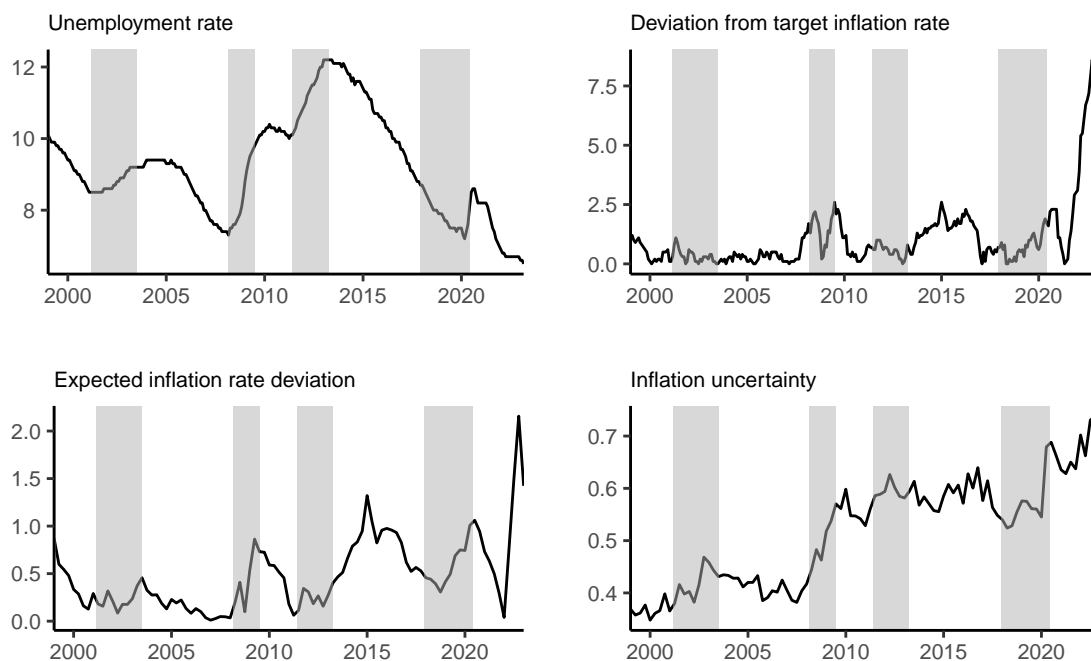 Unemployment rate
12
10
8
2000 2005 2010 2015 2020
Deviation from target inflation rate
7.5
5.0
2.5
0.0
2000 2005 2010 2015 2020
Expected inflation rate deviation
2.0
1.5
1.0
0.5
0.0
2000 2005 2010 2015 2020
Inflation uncertainty
0.7
0.6
0.5
0.4
2000 2005 2010 2015 2020